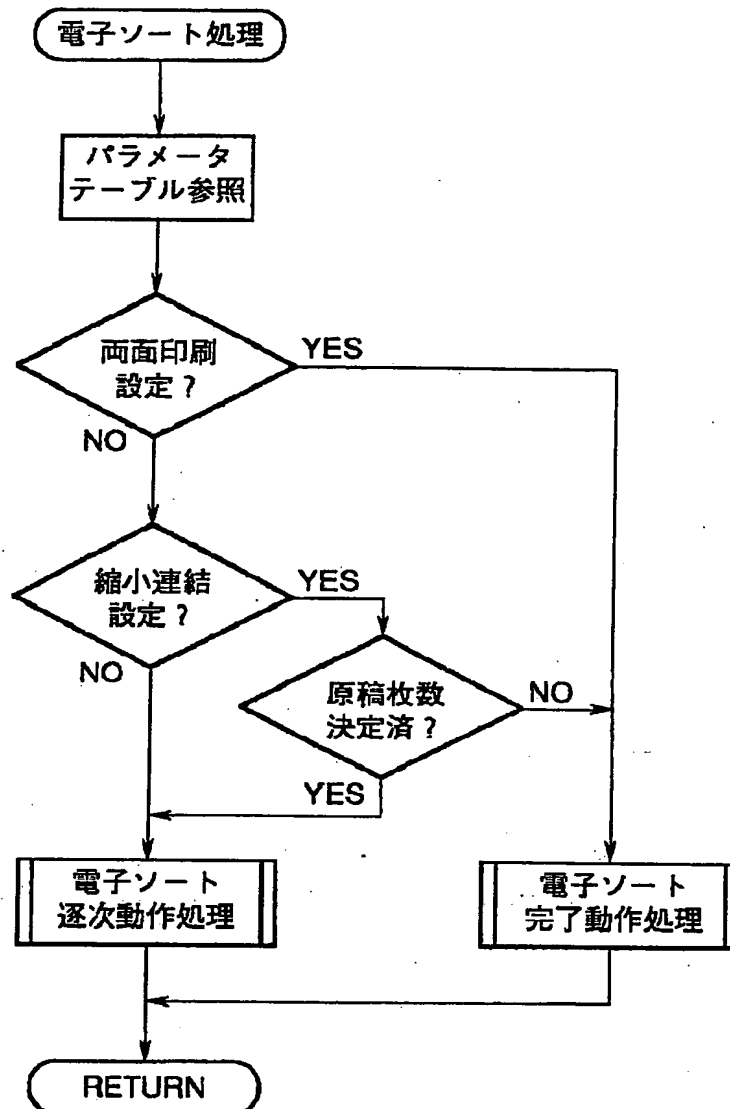 電子ソート処理
パラメータ
テーブル参照
両面印刷
設定?
YES
NO
縮小連結
設定?
YES
NO
原稿枚数
決定済?
NO
YES
電子ソート
逐次動作処理
電子ソート
完了動作処理
RETURN